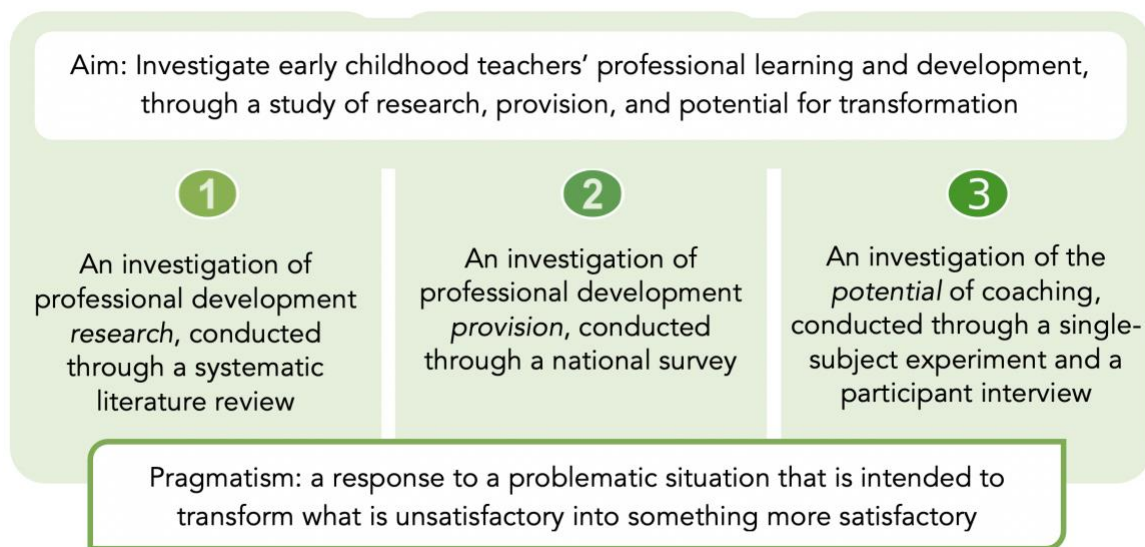 Aim: Investigate early childhood teachers’ professional learning and development,
through a study of research, provision, and potential for transformation
1
An investigation of
professional development
research, conducted
through a systematic
literature review
2
An investigation of
professional development
provision, conducted
through a national survey
3
An investigation of the
potential of coaching,
conducted through a single-
subject experiment and a
participant interview
Pragmatism: a response to a problematic situation that is intended to
transform what is unsatisfactory into something more satisfactory